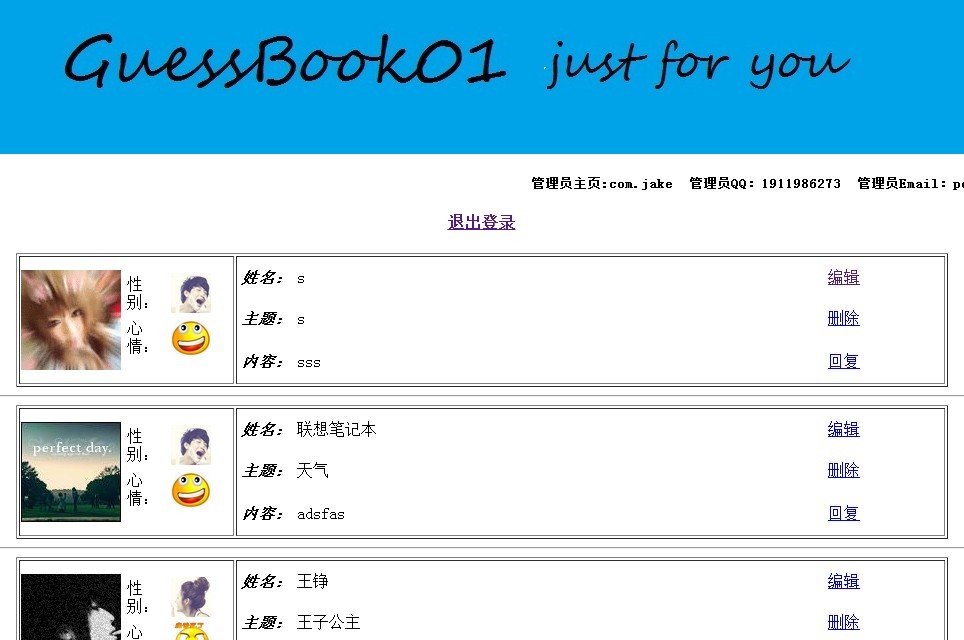 GuessBook01 just for you
管理员主页:com.jake 管理员QQ: 1911986273 管理员Email:
退出登录
性别: 姓名: s 编辑
主题: s 删除
心情: 内容: sss 回复
perfect day.
性别: 姓名: 联想笔记本 编辑
主题: 天气 删除
心情: 内容: adsfas 回复
性别: 姓名: 王铮 编辑
心 主题: 王子公主 删除